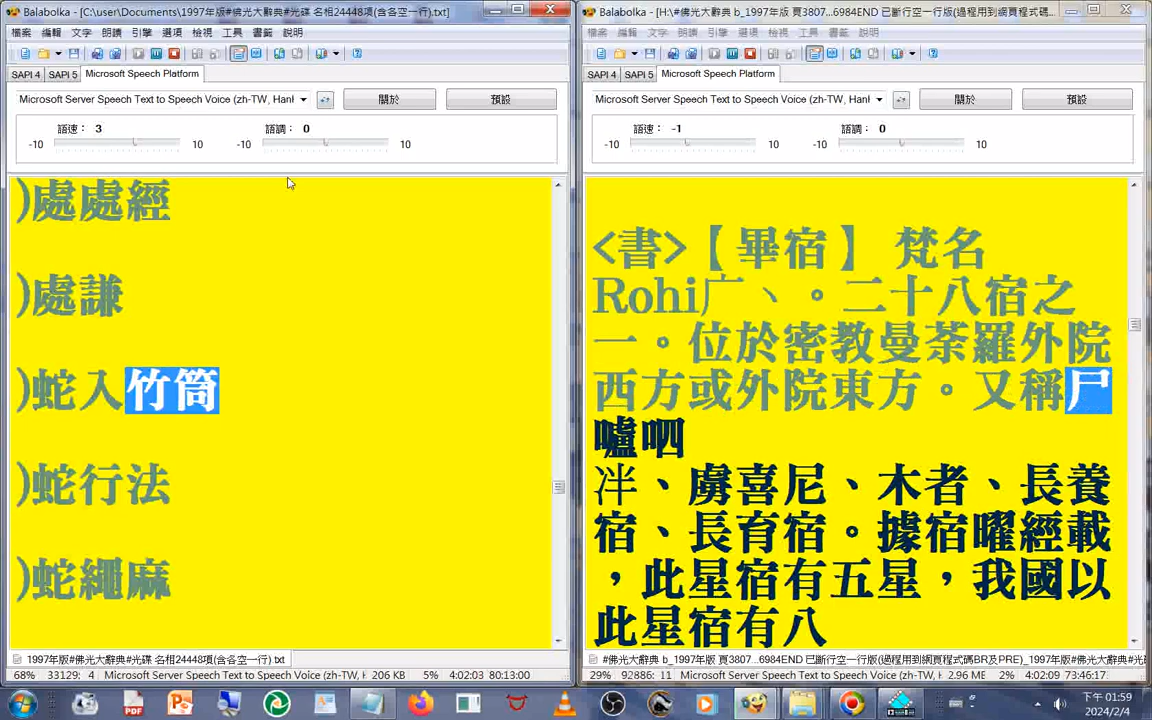 Balabolka - [C:\user\Documents\1997年版#佛光大辭典#光碟 名相24448項(含各空一行).txt]
檔案 編輯 文字 朗讀 引擎 選項 檢視 工具 書籤 說明
SAPI 4 SAPI 5 Microsoft Speech Platform
Microsoft Server Speech Text to Speech Voice (zh-TW, Han
關於 預設
語速： 3 語調： 0
-10 10 -10 10
)處處經
)處謙
)蛇入竹筒
)蛇行法
)蛇繩麻
1997年版#佛光大辭典#光碟 名相24448項(含各空一行).txt
68% 33129: 4 Microsoft Server Speech Text to Speech Voice (zh-TW, H 206 KB 5% 4:02:03 80:13:00
Balabolka - [H:\#佛光大辭典 b_1997年版 頁3807...6984END 已斷行空一行版(過程用到網頁程式碼
檔案 編輯 文字 朗讀 引擎 選項 檢視 工具 書籤 說明
SAPI 4 SAPI 5 Microsoft Speech Platform
Microsoft Server Speech Text to Speech Voice (zh-TW, Han
關於 預設
語速： -1 語調： 0
-10 10 -10 10
<書>【畢宿】 梵名
Rohi广丶。二十八宿之
一。位於密教曼荼羅外院
西方或外院東方。又稱尸
嚧呬
泮、虜喜尼、木者、長養
宿、長育宿。據宿曜經載
，此星宿有五星，我國以
此星宿有八
#佛光大辭典 b_1997年版 頁3807...6984END 已斷行空一行版(過程用到網頁程式碼BR及PRE)_1997年版#光
29% 92886: 11 Microsoft Server Speech Text to Speech Voice (zh-TW, H 2.96 ME 2% 4:02:09 73:46:17
下午 01:59
2024/2/4